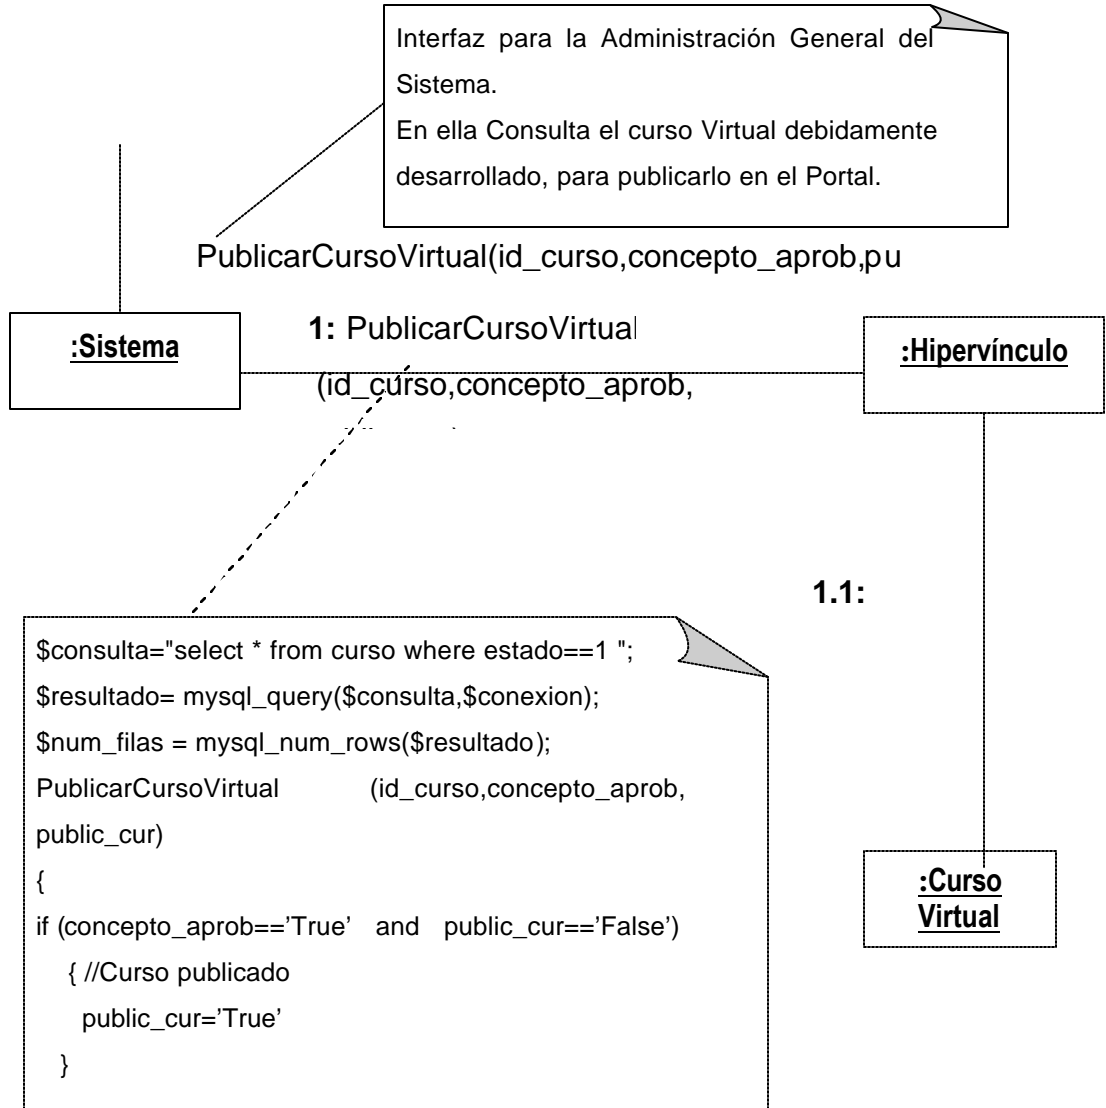 Interfaz para la Administración General del
Sistema.
En ella Consulta el curso Virtual debidamente
desarrollado, para publicarlo en el Portal.
PublicarCursoVirtual(id_curso,concepto_aprob,pu
:Sistema
1: PublicarCursoVirtual
(id_curso,concepto_aprob,
:Hipervínculo
1.1:
$consulta="select * from curso where estado==1 ";
$resultado= mysql_query($consulta,$conexion);
$num_filas = mysql_num_rows($resultado);
PublicarCursoVirtual (id_curso,concepto_aprob,
public_cur)
{
if (concepto_aprob=='True' and public_cur=='False')
{ //Curso publicado
public_cur='True'
}
:Curso
Virtual